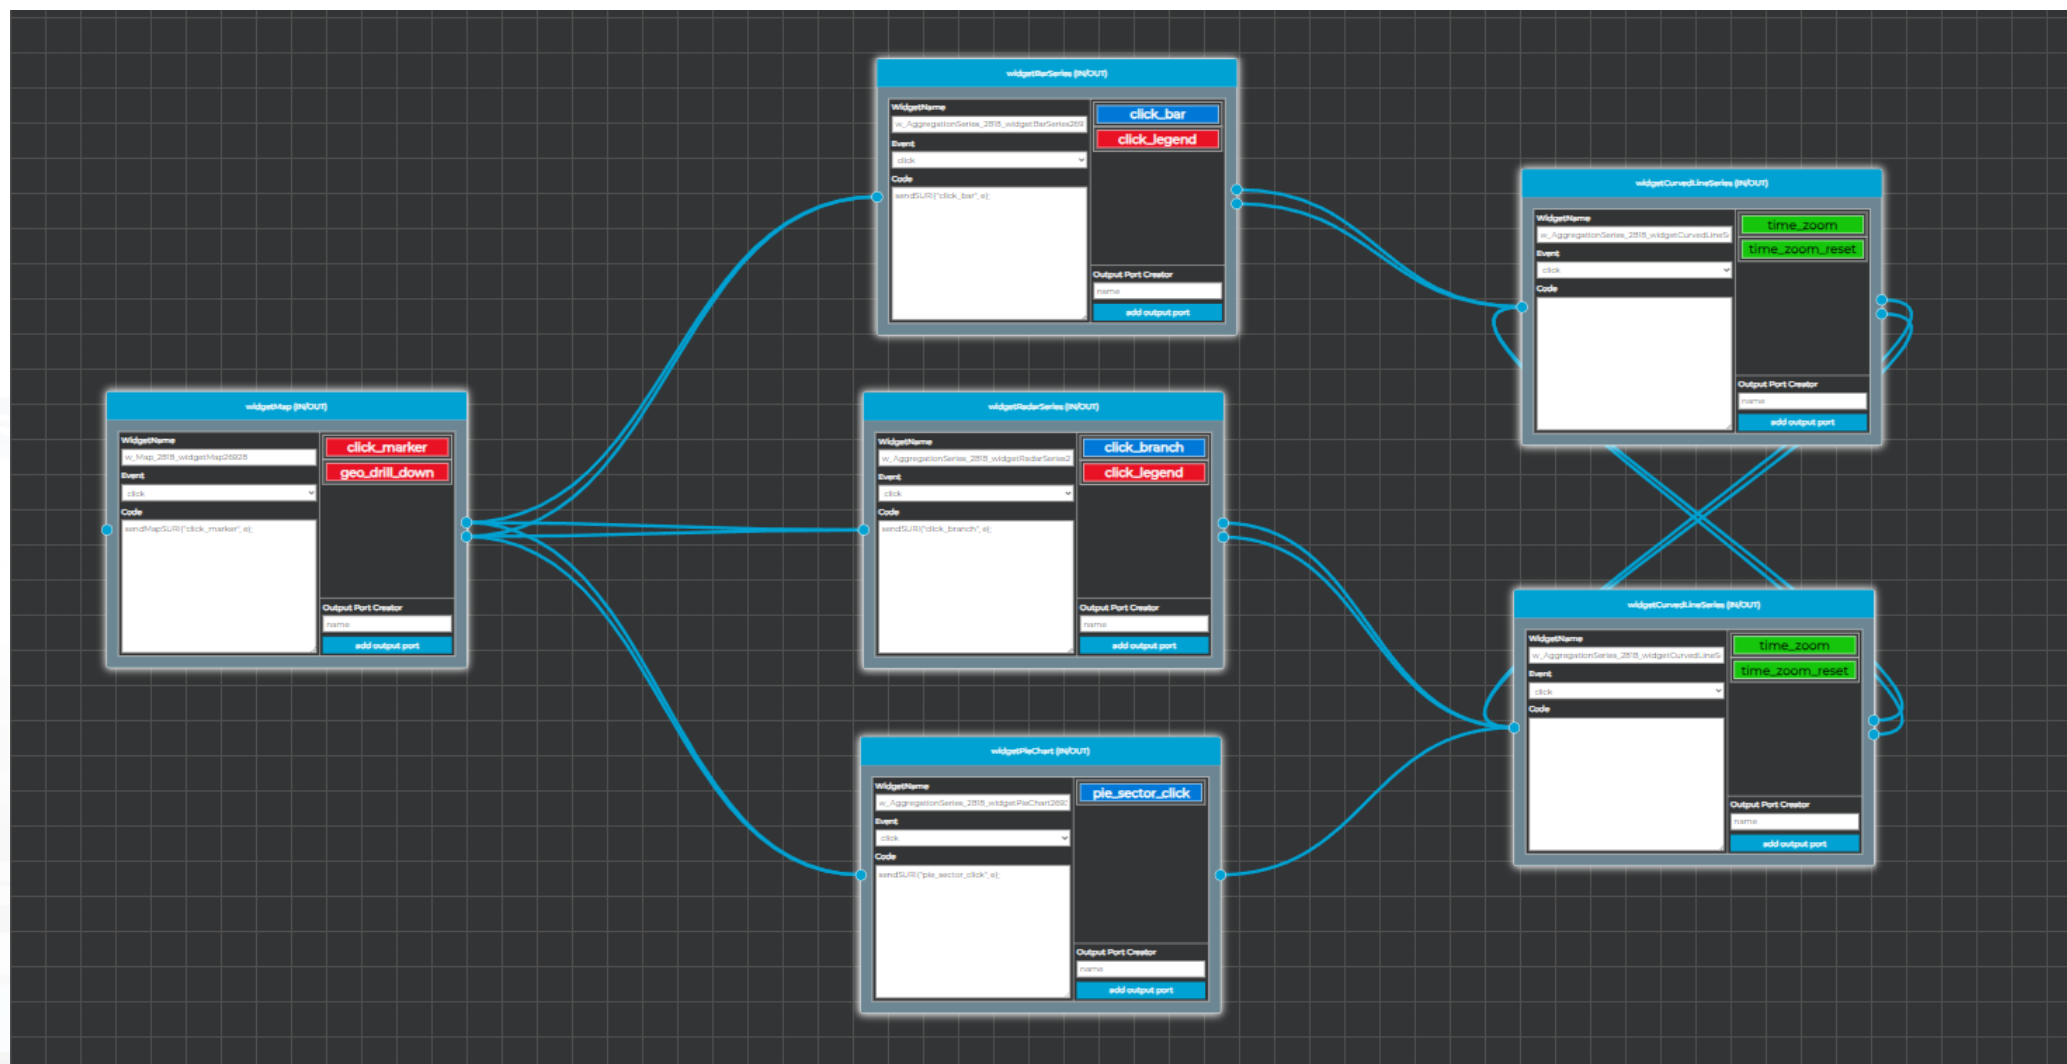 widgetBarSeries (IN/OUT)
WidgetName
w_AggregationSeries_2818_widgetBarSeries269
Event
click
Code
sendSURI("click_bar", e);
click_bar
click_legend
Output Port Creator
name
add output port
widgetCurvedLineSeries (IN/OUT)
WidgetName
w_AggregationSeries_2818_widgetCurvedLineS
Event
click
Code
time_zoom
time_zoom_reset
Output Port Creator
name
add output port
widgetMap (IN/OUT)
WidgetName
w_Map_2818_widgetMap26928
Event
click
Code
sendMapSURI("click_marker", e);
click_marker
geo_drill_down
Output Port Creator
name
add output port
widgetRadarSeries (IN/OUT)
WidgetName
w_AggregationSeries_2818_widgetRadarSeries2
Event
click
Code
sendSURI("click_branch", e);
click_branch
click_legend
Output Port Creator
name
add output port
widgetCurvedLineSeries (IN/OUT)
WidgetName
w_AggregationSeries_2818_widgetCurvedLineS
Event
click
Code
time_zoom
time_zoom_reset
Output Port Creator
name
add output port
widgetPieChart (IN/OUT)
WidgetName
w_AggregationSeries_2818_widgetPieChart269
Event
click
Code
sendSURI("pie_sector_click", e);
pie_sector_click
Output Port Creator
name
add output port